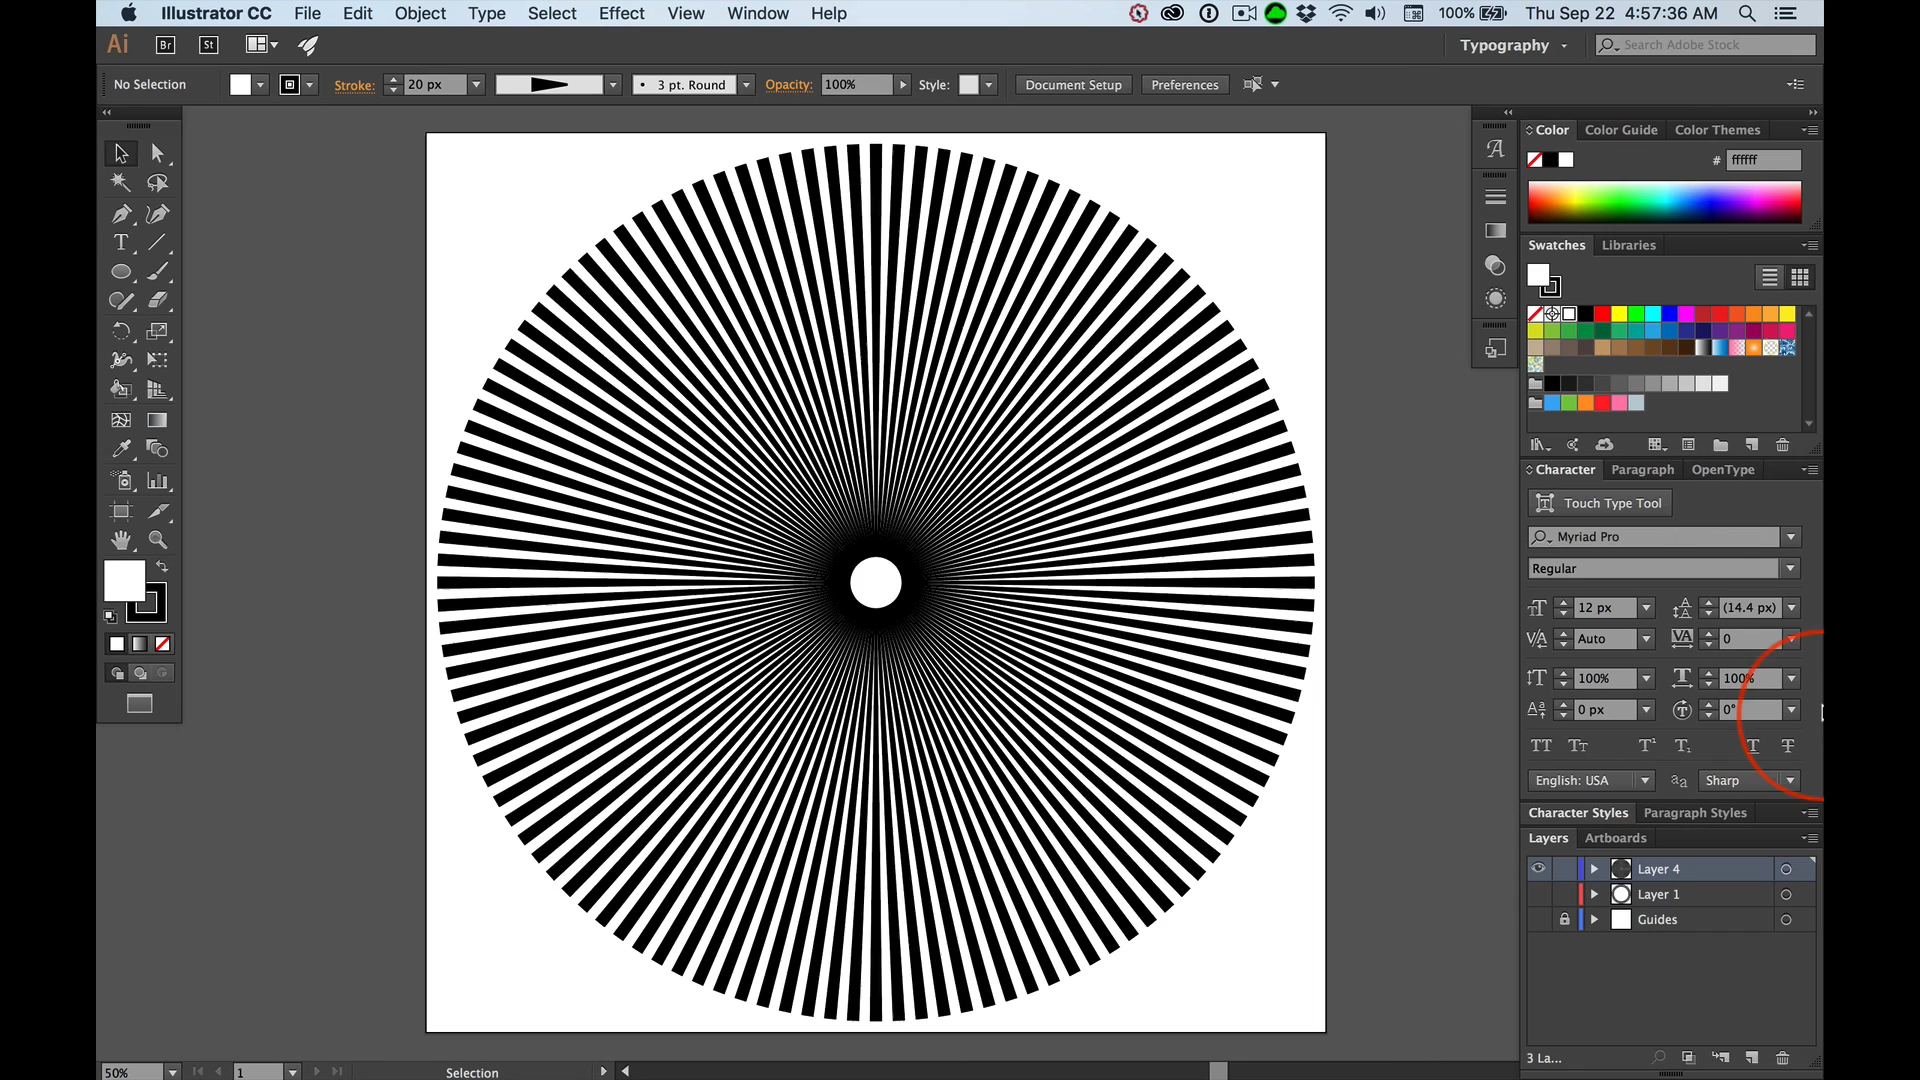 Illustrator CC File Edit Object Type Select Effect View Window Help 100% Thu Sep 22 4:57:36 AM
Ai Br St Typography Search Adobe Stock
No Selection Stroke: 20 px 3 pt. Round Opacity: 100% Style: Document Setup Preferences
Color Color Guide Color Themes
# ffffff
Swatches Libraries
Character Paragraph OpenType
Touch Type Tool
Myriad Pro
Regular
12 px (14.4 px)
Auto 0
100% 100%
0 px 0°
English: USA Sharp
Character Styles Paragraph Styles
Layers Artboards
Layer 4
Layer 1
Guides
3 La...
50% 1 Selection